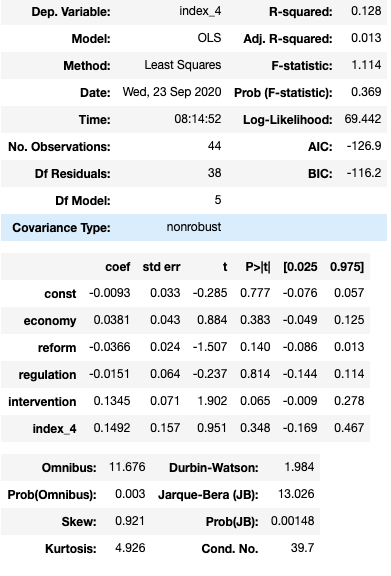 Dep. Variable: index_4 R-squared: 0.128
Model: OLS Adj. R-squared: 0.013
Method: Least Squares F-statistic: 1.114
Date: Wed, 23 Sep 2020 Prob (F-statistic): 0.369
Time: 08:14:52 Log-Likelihood: 69.442
No. Observations: 44 AIC: -126.9
Df Residuals: 38 BIC: -116.2
Df Model: 5
Covariance Type: nonrobust
coef std err t P>|t| [0.025 0.975]
const -0.0093 0.033 -0.285 0.777 -0.076 0.057
economy 0.0381 0.043 0.884 0.383 -0.049 0.125
reform -0.0366 0.024 -1.507 0.140 -0.086 0.013
regulation -0.0151 0.064 -0.237 0.814 -0.144 0.114
intervention 0.1345 0.071 1.902 0.065 -0.009 0.278
index_4 0.1492 0.157 0.951 0.348 -0.169 0.467
Omnibus: 11.676 Durbin-Watson: 1.984
Prob(Omnibus): 0.003 Jarque-Bera (JB): 13.026
Skew: 0.921 Prob(JB): 0.00148
Kurtosis: 4.926 Cond. No. 39.7